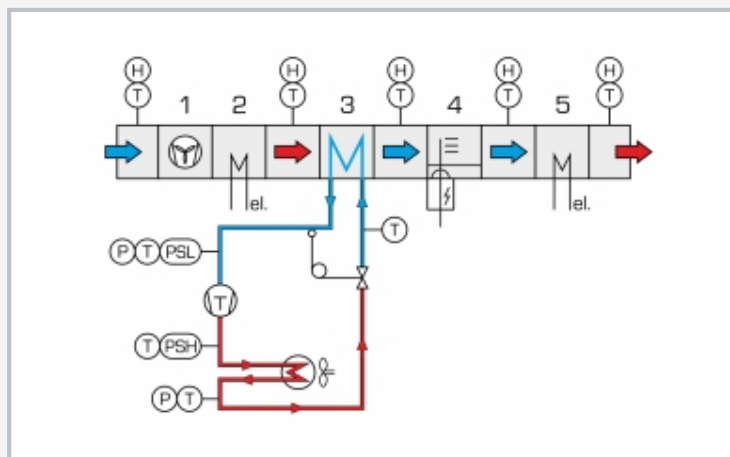 H H H H H
T 1 2 T 3 T 4 T 5 T
el. el.
T
P T PSL
T
T PSH
P T